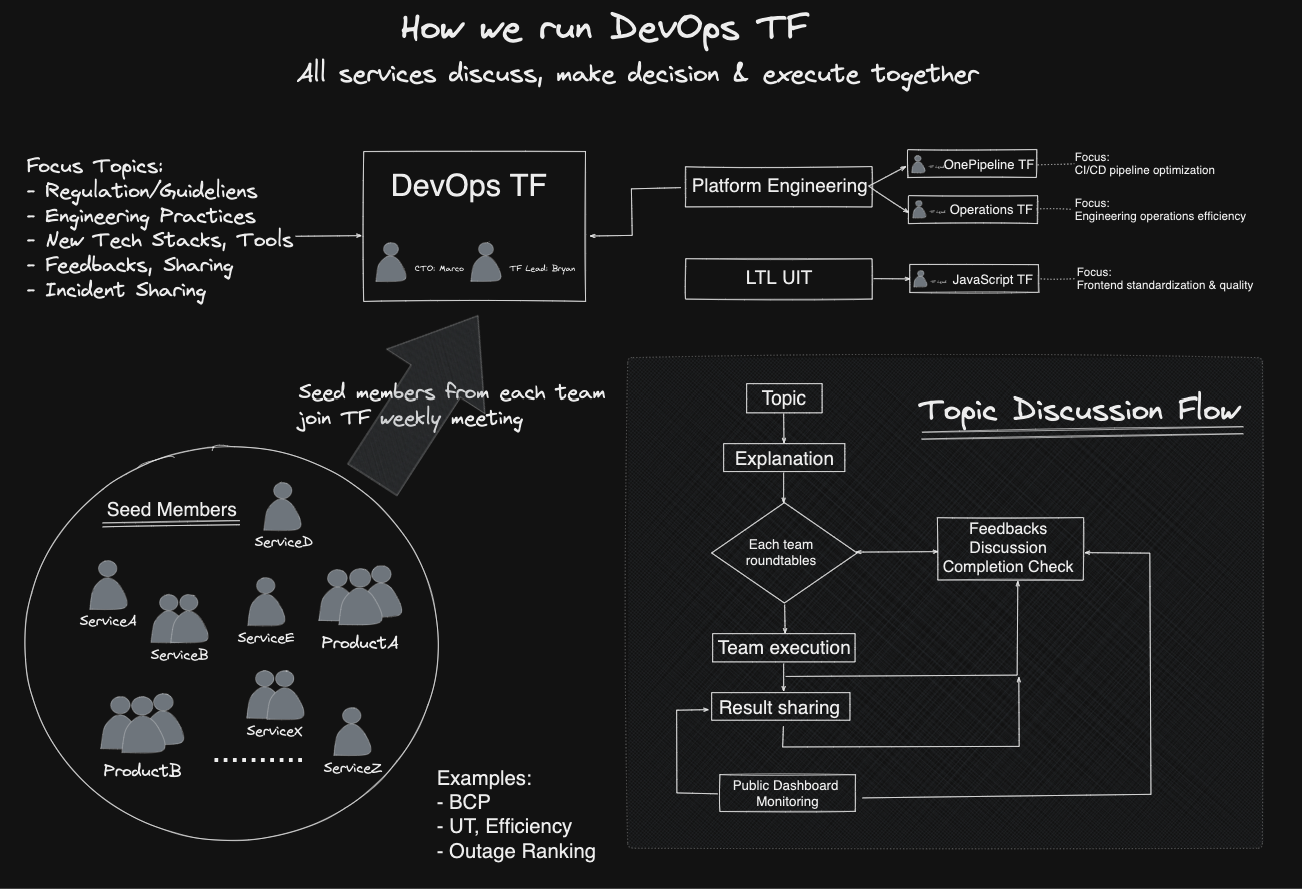 How we run DevOps TF
All services discuss, make decision & execute together
Focus Topics:
- Regulation/Guideliens
- Engineering Practices
- New Tech Stacks, Tools
- Feedbacks, Sharing
- Incident Sharing
DevOps TF
CTO: Marco
TF Lead: Bryan
Platform Engineering
OnePipeline TF
Focus:
CI/CD pipeline optimization
Operations TF
Focus:
Engineering operations efficiency
LTL UIT
JavaScript TF
Focus:
Frontend standardization & quality
Seed members from each team
join TF weekly meeting
Seed Members
ServiceD
ServiceA
ServiceB
ServiceE
ProductA
ServiceX
ProductB
ServiceZ
Examples:
- BCP
- UT, Efficiency
- Outage Ranking
Topic Discussion Flow
Topic
Explanation
Each team
roundtables
Feedbacks
Discussion
Completion Check
Team execution
Result sharing
Public Dashboard
Monitoring